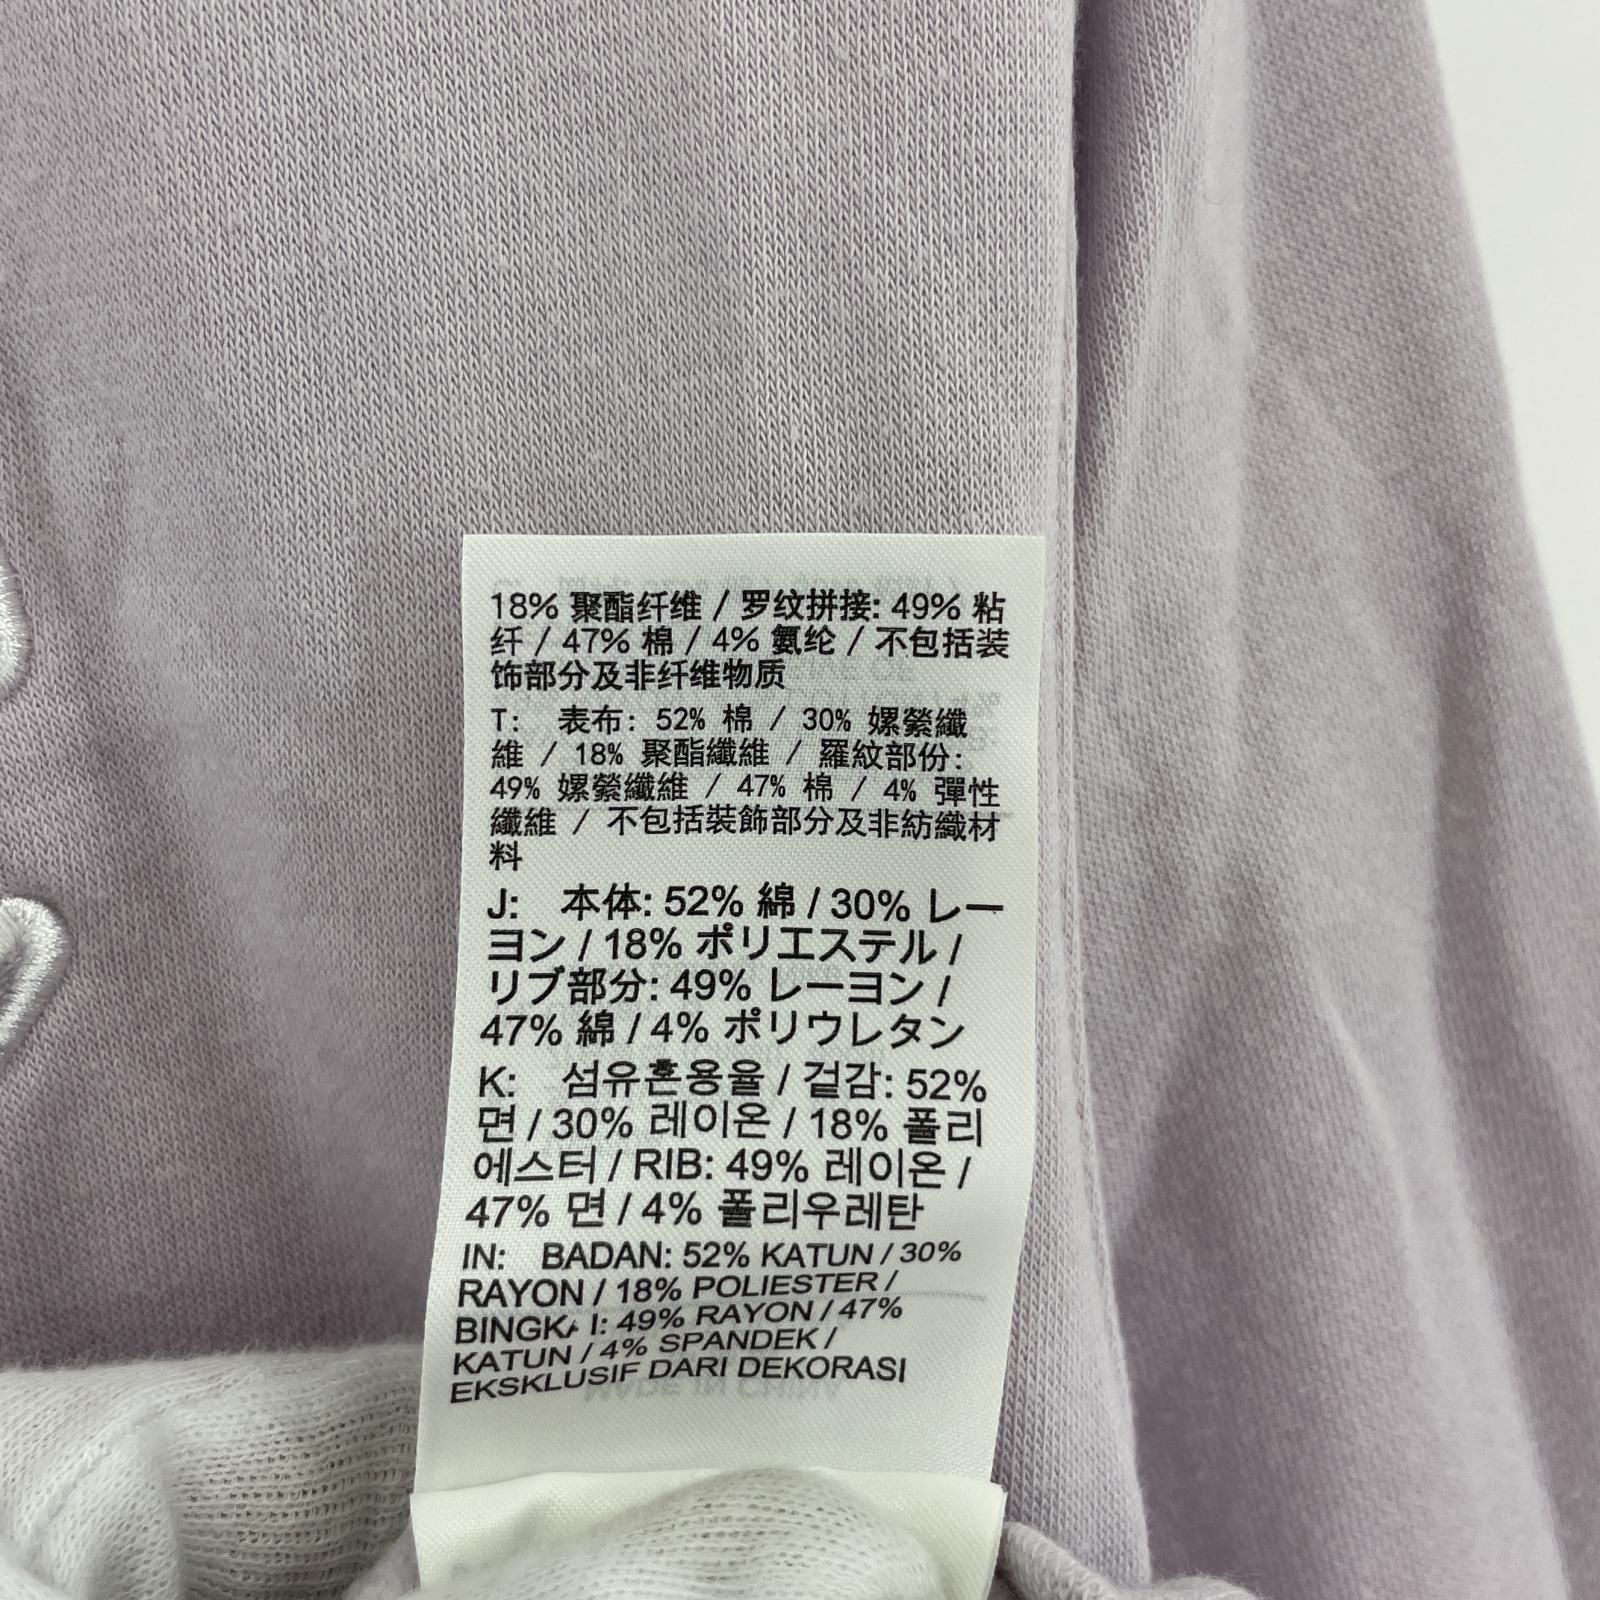 18% 聚酯纤维 / 罗纹拼接: 49% 粘
纤 / 47% 棉 / 4% 氨纶 / 不包括装
饰部分及非纤维物质
T: 表布: 52% 棉 / 30% 嫘縈纖
維 / 18% 聚酯纖維 / 羅紋部份:
49% 嫘縈纖維 / 47% 棉 / 4% 彈性
纖維 / 不包括裝飾部分及非紡織材
料
J: 本体: 52% 綿 / 30% レー
ヨン / 18% ポリエステル /
リブ部分: 49% レーヨン /
47% 綿 / 4% ポリウレタン
K: 섬유혼용율 / 겉감: 52%
면 / 30% 레이온 / 18% 폴리
에스터 / RIB: 49% 레이온 /
47% 면 / 4% 폴리우레탄
IN: BADAN: 52% KATUN / 30%
RAYON / 18% POLIESTER /
BINGKAI: 49% RAYON / 47%
KATUN / 4% SPANDEK /
EKSKLUSIF DARI DEKORASI